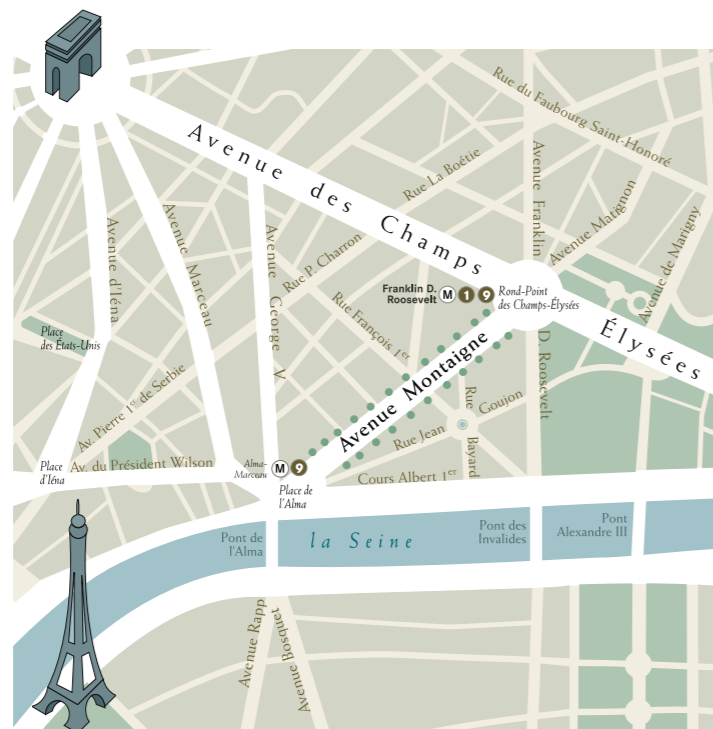 Rue du Faubourg Saint-Honoré
Avenue des Champs Élysées
Rue La Boétie
Avenue Franklin D. Roosevelt
Avenue Matignon
Avenue de Marigny
Avenue d'Iéna
Avenue Marceau
Avenue George V
Rue P. Charron
Franklin D.
Roosevelt
M 1 9
Rond-Point
des Champs-Élysées
Rue François 1er
Place
des États-Unis
Avenue Montaigne
Av. Pierre 1er de Serbie
Rue Jean Goujon
Rue Bayard
Place
d'Iéna
Av. du Président Wilson
Alma-
Marceau
M 9
Place de
l'Alma
Cours Albert 1er
Pont de
l'Alma
la Seine
Pont des
Invalides
Pont
Alexandre III
Avenue Rapp
Avenue Bosquet